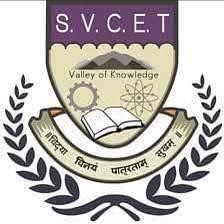 S.V.C.E.T
Valley of Knowledge
॥ विद्या विनयं पात्रताम् सुखम् ॥